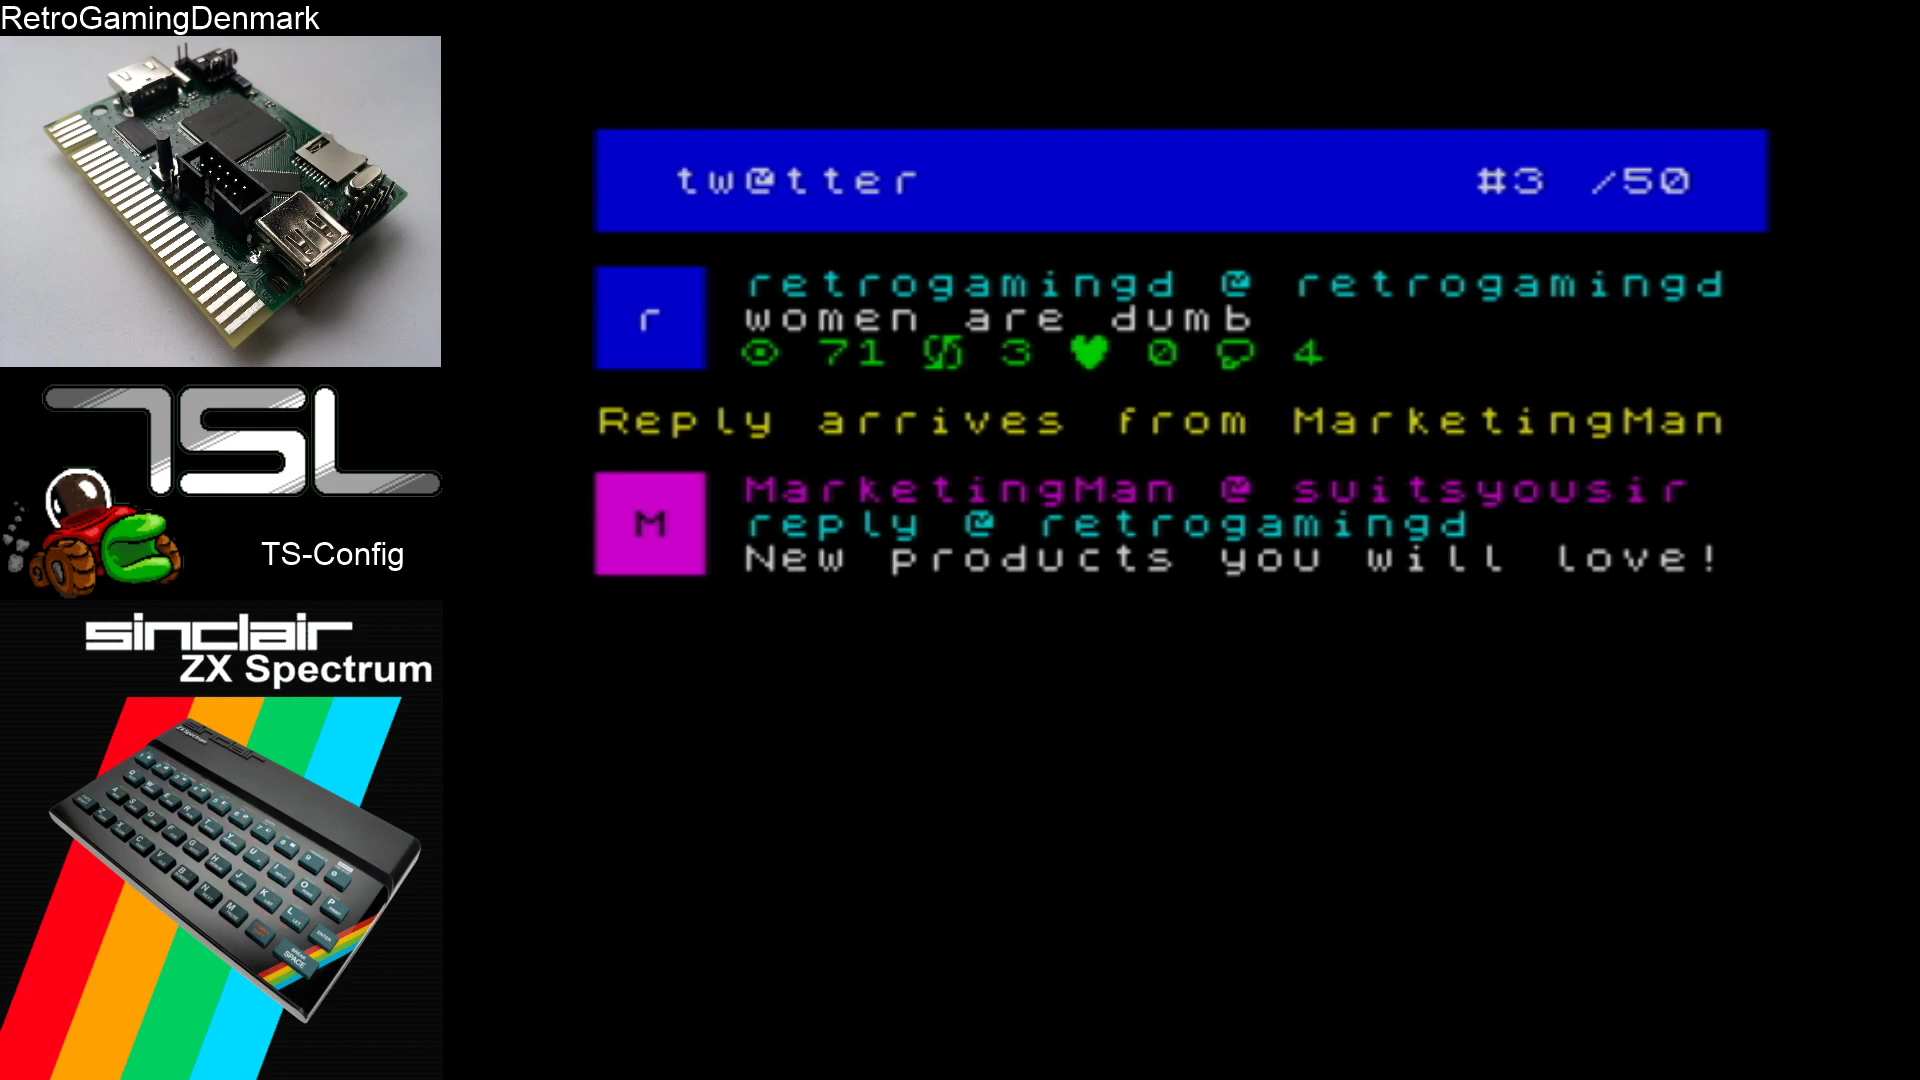 RetroGamingDenmark
TSL
TS-Config
sinclair
ZX Spectrum
tw@tter #3 /50
r
retrogamingd @ retrogamingd
women are dumb
71 3 0 4
Reply arrives from MarketingMan
M
MarketingMan @ suitsyousir
reply @ retrogamingd
New products you will love!